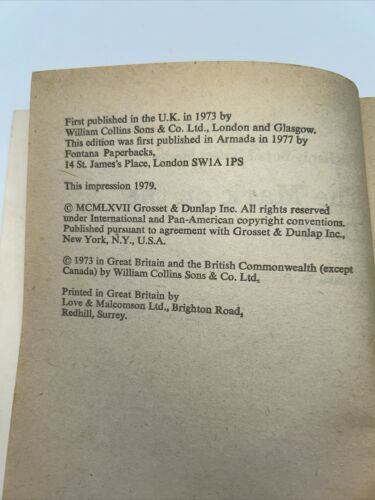 First published in the U.K. in 1973 by
William Collins Sons & Co. Ltd., London and Glasgow.
This edition was first published in Armada in 1977 by
Fontana Paperbacks,
14 St. James's Place, London SW1A 1PS
This impression 1979.
© MCMLXVII Grosset & Dunlap Inc. All rights reserved
under International and Pan-American copyright conventions.
Published pursuant to agreement with Grosset & Dunlap Inc.,
New York, N.Y., U.S.A.
© 1973 in Great Britain and the British Commonwealth (except
Canada) by William Collins Sons & Co. Ltd.
Printed in Great Britain by
Love & Malcomson Ltd., Brighton Road,
Redhill, Surrey.